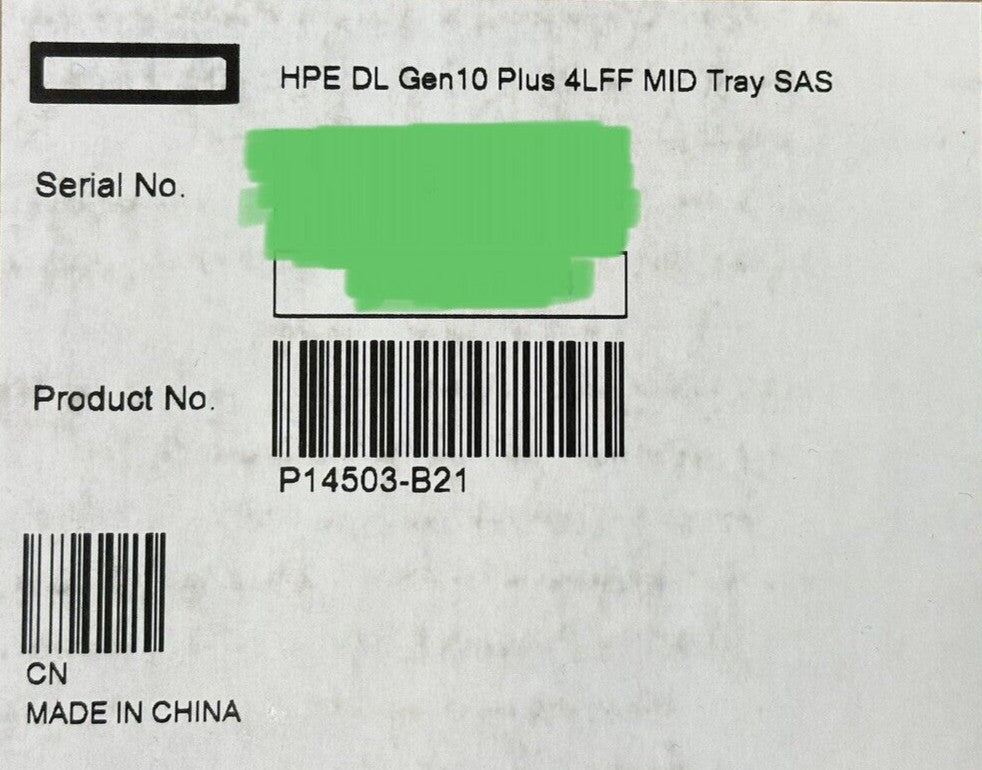 HPE DL Gen10 Plus 4LFF MID Tray SAS
Serial No.
Product No.
P14503-B21
CN
MADE IN CHINA